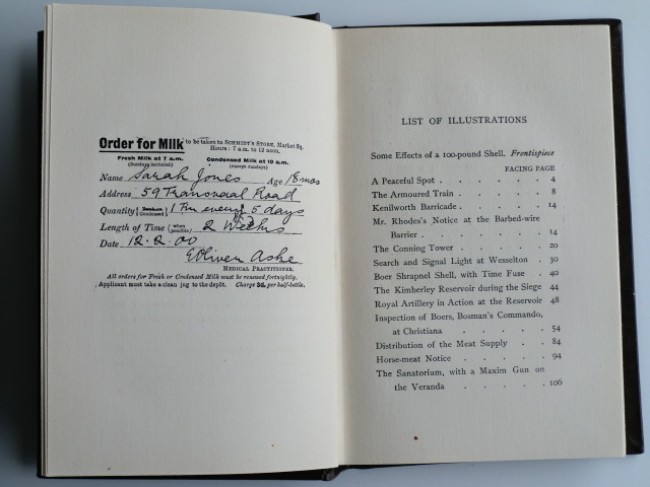 Order for Milk to be taken to SCHMIDT'S STORE, Market Sq.
Hours: 7 a.m. to 12 noon.
Fresh Milk at 7 a.m. Condensed Milk at 10 a.m.
(Sundays included) (except Sundays)
Name Sarah Jones Age 18 mos
Address 59 Transvaal Road
Quantity Condensed 1 Tin every 5 days
Length of Time (when possible) 2 Weeks
Date 12.2.00
E Oliver Ashe
MEDICAL PRACTITIONER.
All orders for Fresh or Condensed Milk must be renewed fortnightly.
Applicant must take a clean jug to the depôt. Charge 3d. per half-bottle.
LIST OF ILLUSTRATIONS
Some Effects of a 100-pound Shell. Frontispiece
FACING PAGE
A Peaceful Spot . . . . . . 4
The Armoured Train . . . . . 8
Kenilworth Barricade . . . . . 14
Mr. Rhodes's Notice at the Barbed-wire
Barrier . . . . . . . 14
The Conning Tower . . . . . 20
Search and Signal Light at Wesselton . 30
Boer Shrapnel Shell, with Time Fuse . 40
The Kimberley Reservoir during the Siege 44
Royal Artillery in Action at the Reservoir 48
Inspection of Boers, Bosman's Commando,
at Christiana . . . . . 54
Distribution of the Meat Supply . . 84
Horse-meat Notice . . . . . 94
The Sanatorium, with a Maxim Gun on
the Veranda . . . . . 106